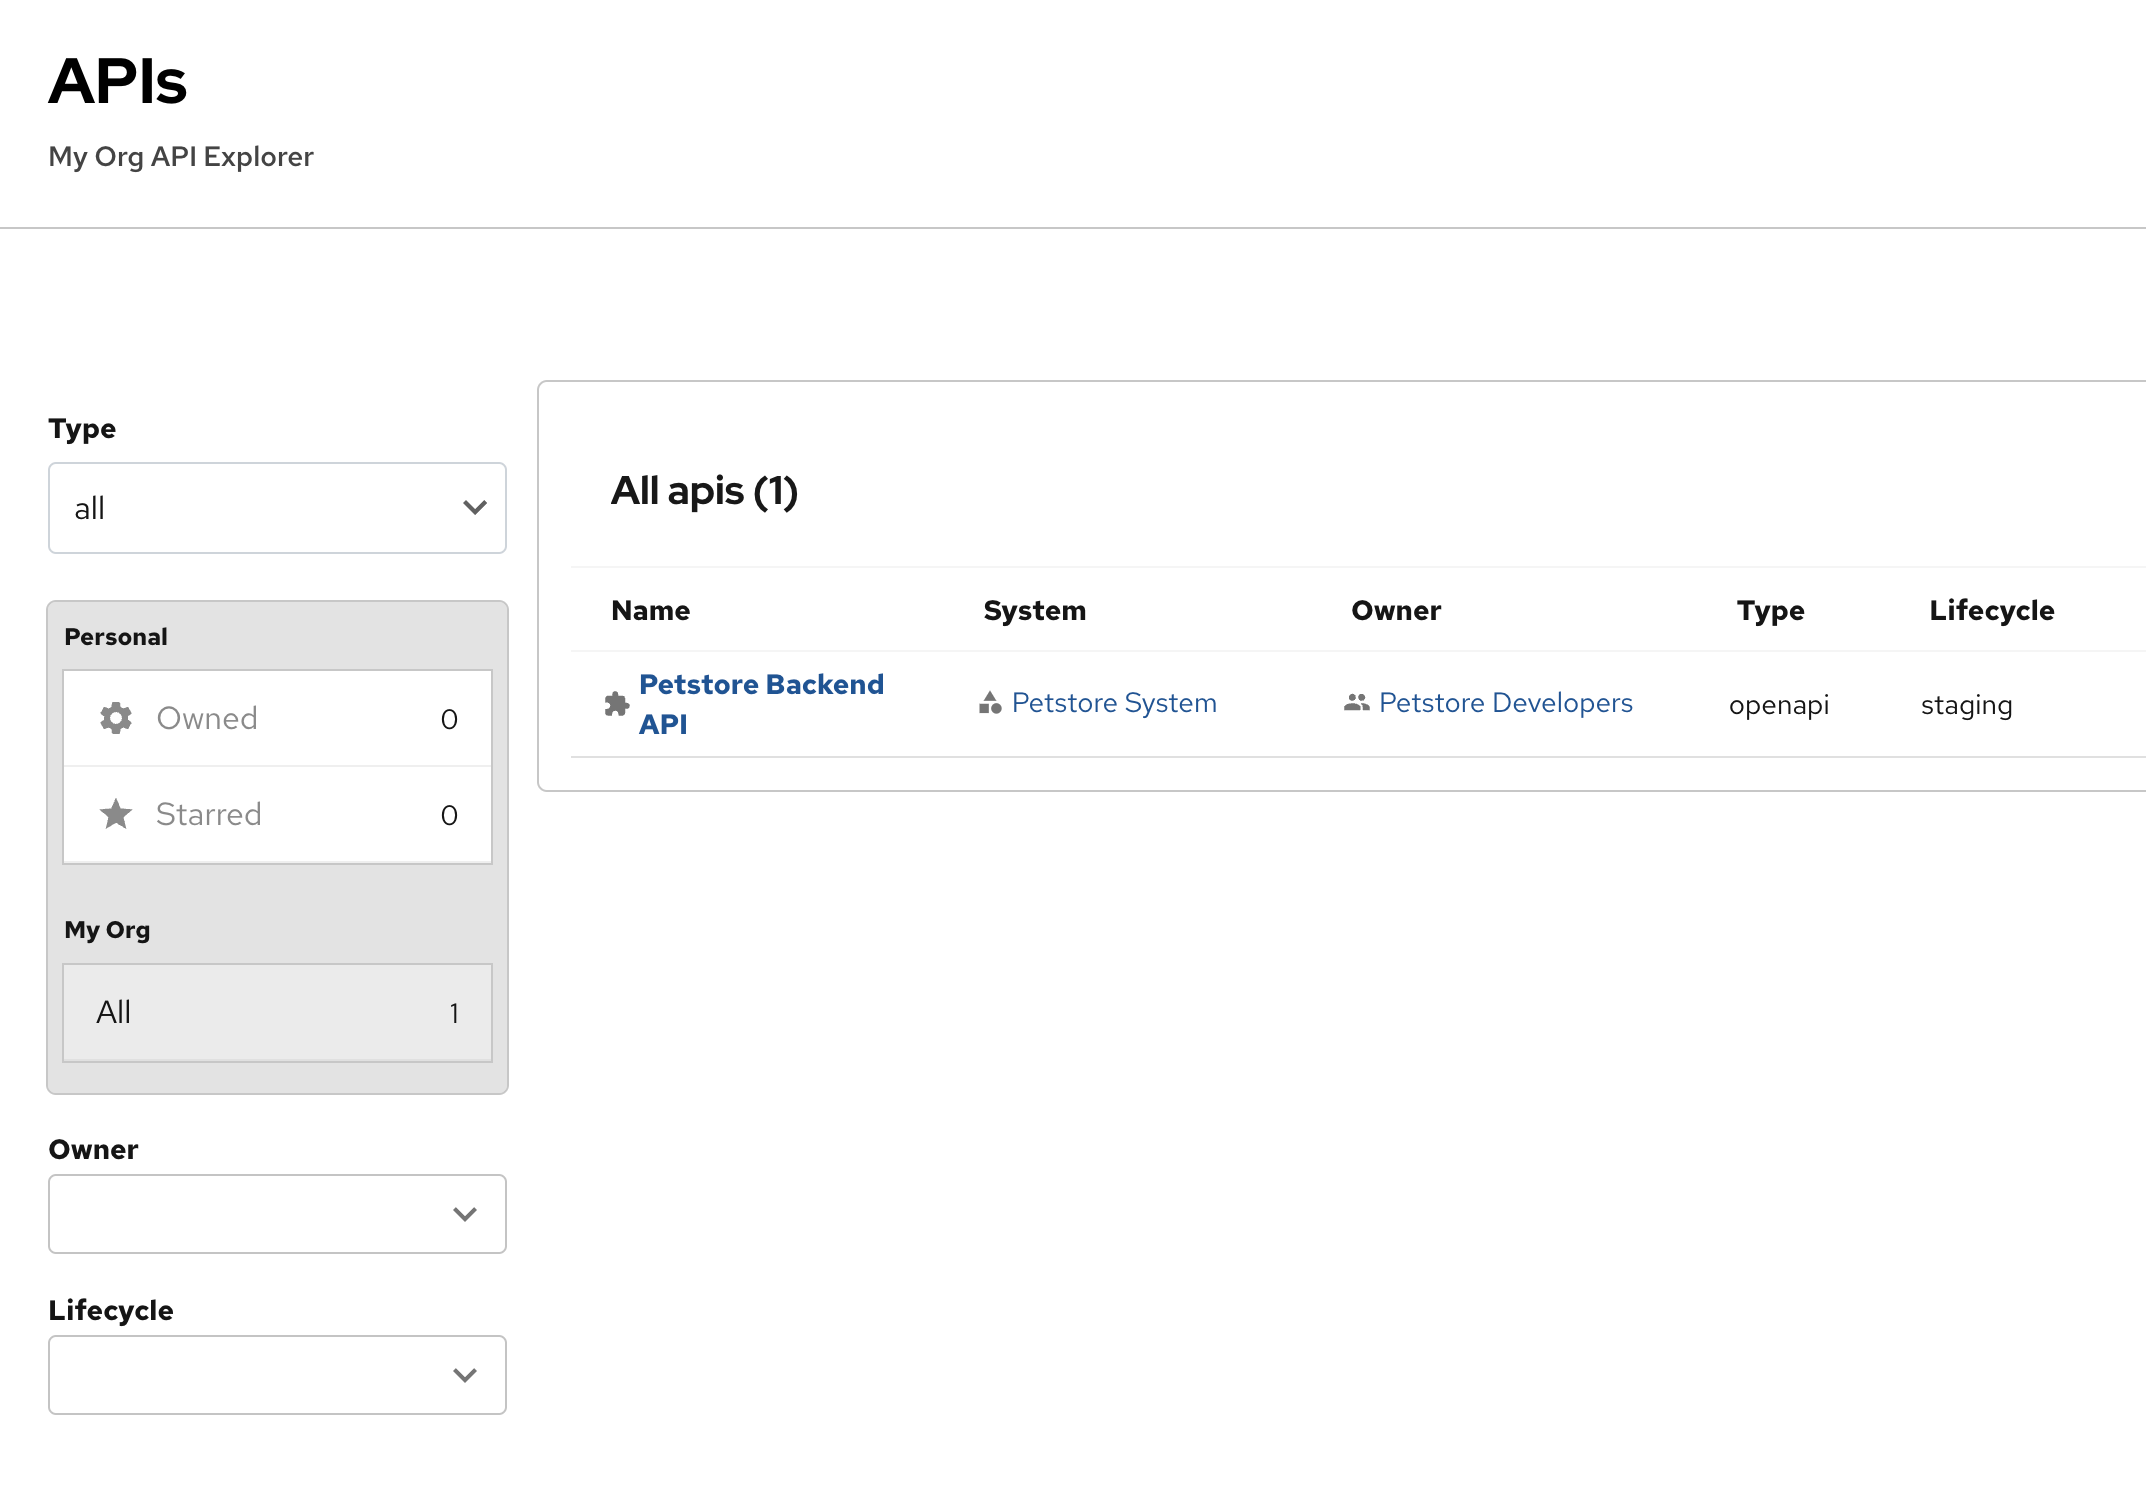 APIs
My Org API Explorer
Type
all
Personal
Owned 0
Starred 0
My Org
All 1
Owner
Lifecycle
All apis (1)
Name System Owner Type Lifecycle
Petstore Backend API Petstore System Petstore Developers openapi staging